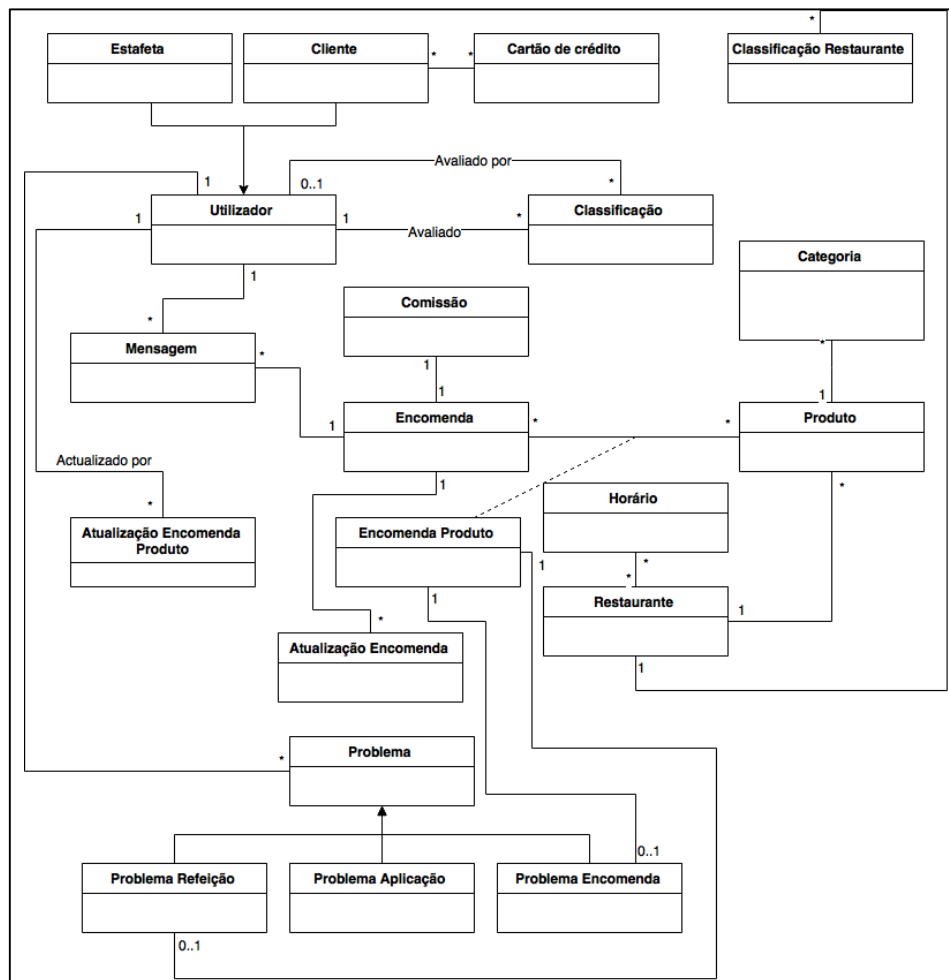 Estafeta
Cliente
*
*
Cartão de crédito
*
Classificação Restaurante
Avaliado por
1
0..1
*
1
Utilizador
1
*
Classificação
Avaliado
Categoria
1
Comissão
*
Mensagem
*
*
1
1
1
1
Encomenda
*
*
Produto
Actualizado por
1
*
*
Horário
Atualização Encomenda
Produto
Encomenda Produto
1
*
*
1
Restaurante
1
*
Atualização Encomenda
1
*
Problema
0..1
Problema Refeição
Problema Aplicação
Problema Encomenda
0..1